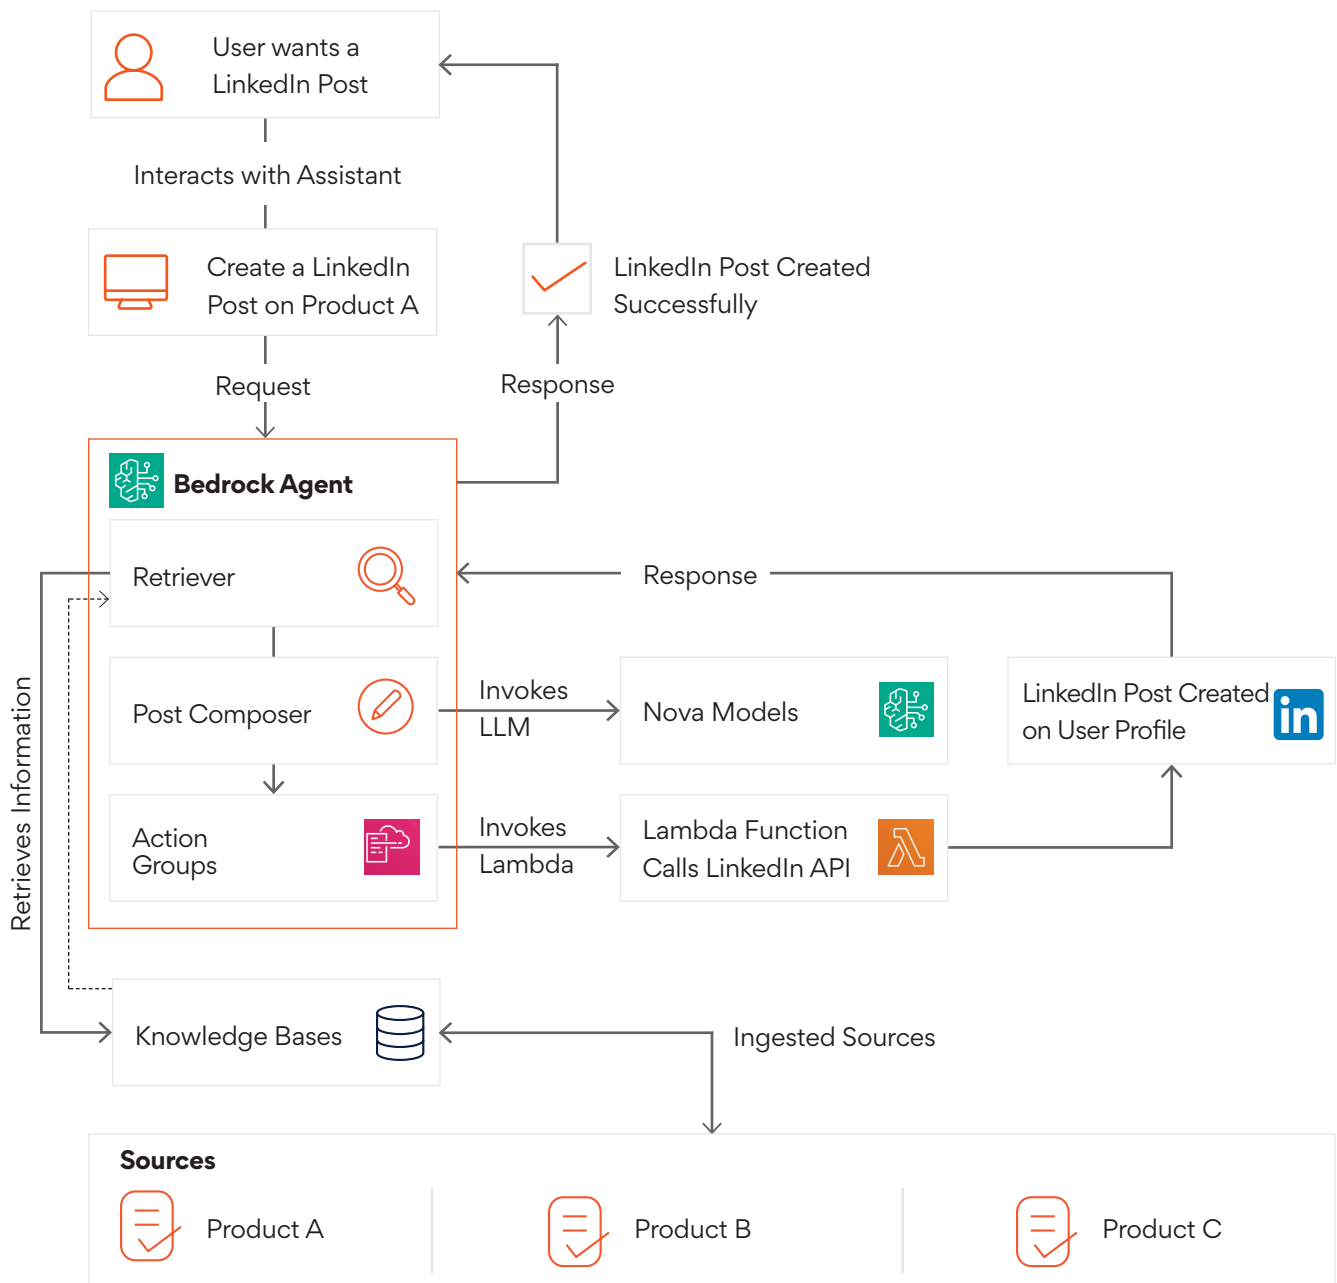 User wants a
LinkedIn Post
Interacts with Assistant
Create a LinkedIn
Post on Product A
LinkedIn Post Created
Successfully
Request
Response
Bedrock Agent
Retriever
Response
Post Composer
Invokes
LLM
Nova Models
LinkedIn Post Created
on User Profile
in
Action
Groups
Invokes
Lambda
Lambda Function
Calls LinkedIn API
Retrieves Information
Knowledge Bases
Ingested Sources
Sources
Product A
Product B
Product C